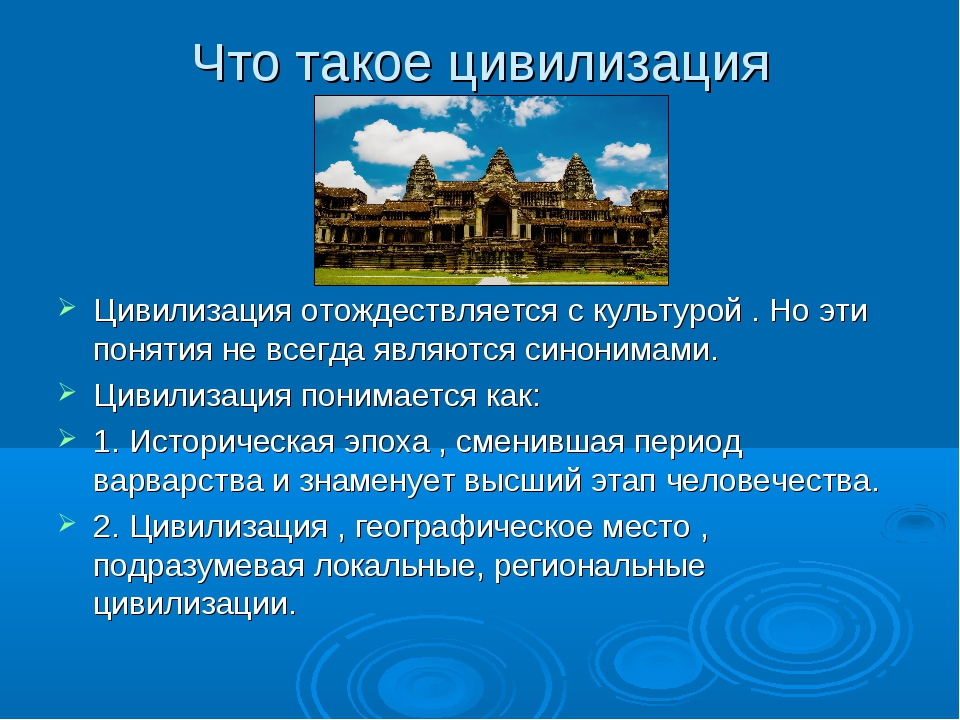 Что такое цивилизация
Цивилизация отождествляется с культурой . Но эти
понятия не всегда являются синонимами.
Цивилизация понимается как:
1. Историческая эпоха , сменившая период
варварства и знаменует высший этап человечества.
2. Цивилизация , географическое место ,
подразумевая локальные, региональные
цивилизации.